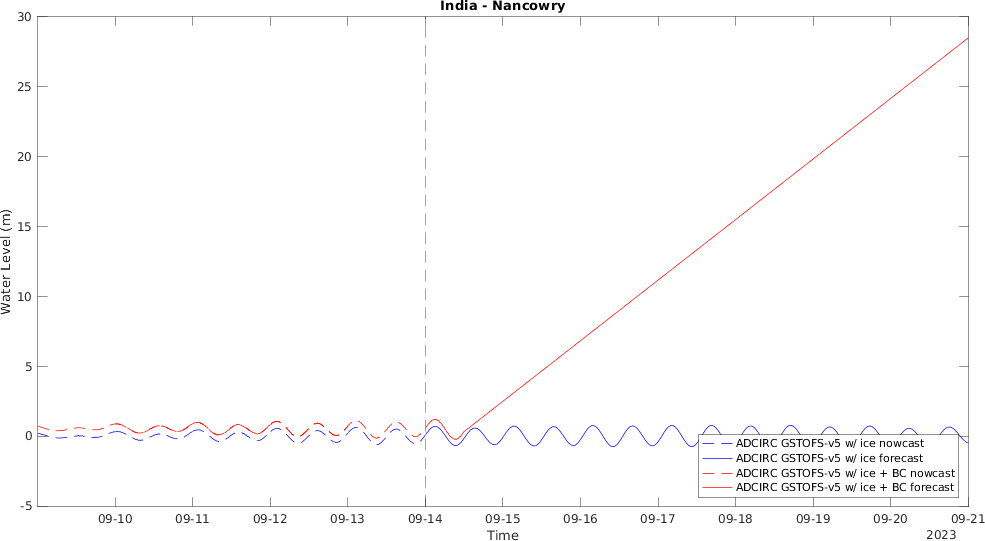 India - Nancowry
30
25
20
15
10
5
0
-5
Water Level (m)
ADCIRC GSTOFS-v5 w/ ice nowcast
ADCIRC GSTOFS-v5 w/ ice forecast
ADCIRC GSTOFS-v5 w/ ice + BC nowcast
ADCIRC GSTOFS-v5 w/ ice + BC forecast
09-10 09-11 09-12 09-13 09-14 09-15 09-16 09-17 09-18 09-19 09-20 09-21
Time
2023